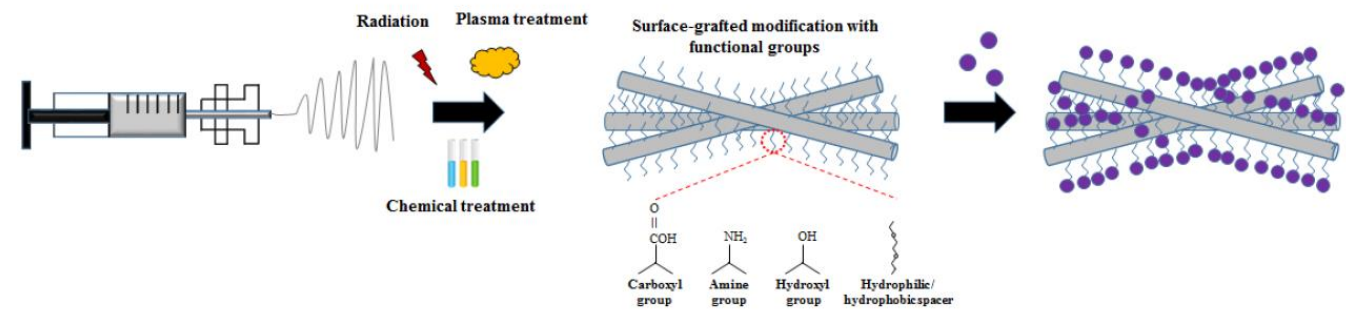 Radiation
Plasma treatment
Chemical treatment
Surface-grafted modification with
functional groups
O
COH
NH₂
OH
Carboxyl
group
Amine
group
Hydroxyl
group
Hydrophilic/
hydrophobic spacer